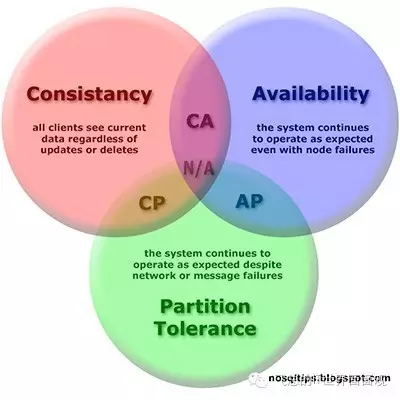 Consistancy
all clients see current
data regardless of
updates or deletes
Availability
the system continues
to operate as expected
even with node failures
CA
N/A
CP
AP
the system continues to
operate as expected despite
network or message failures
Partition
Tolerance
nosqltips.blogspot.com